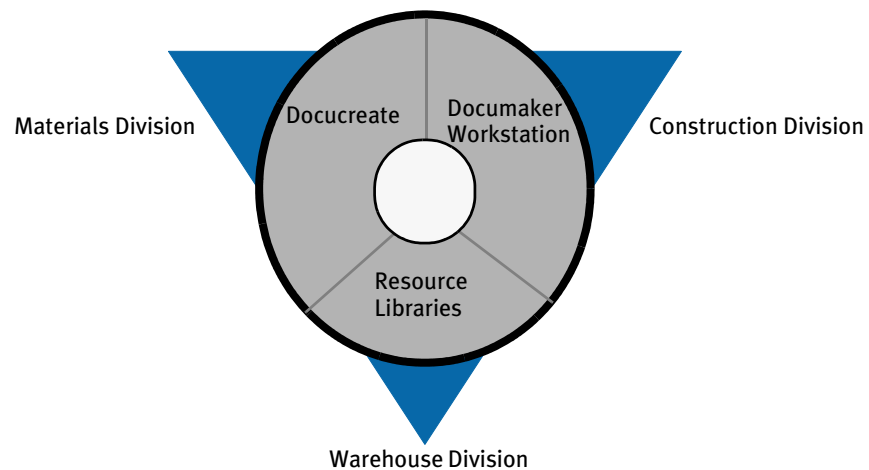 Docucreate
Documaker
Workstation
Materials Division
Construction Division
Resource
Libraries
Warehouse Division